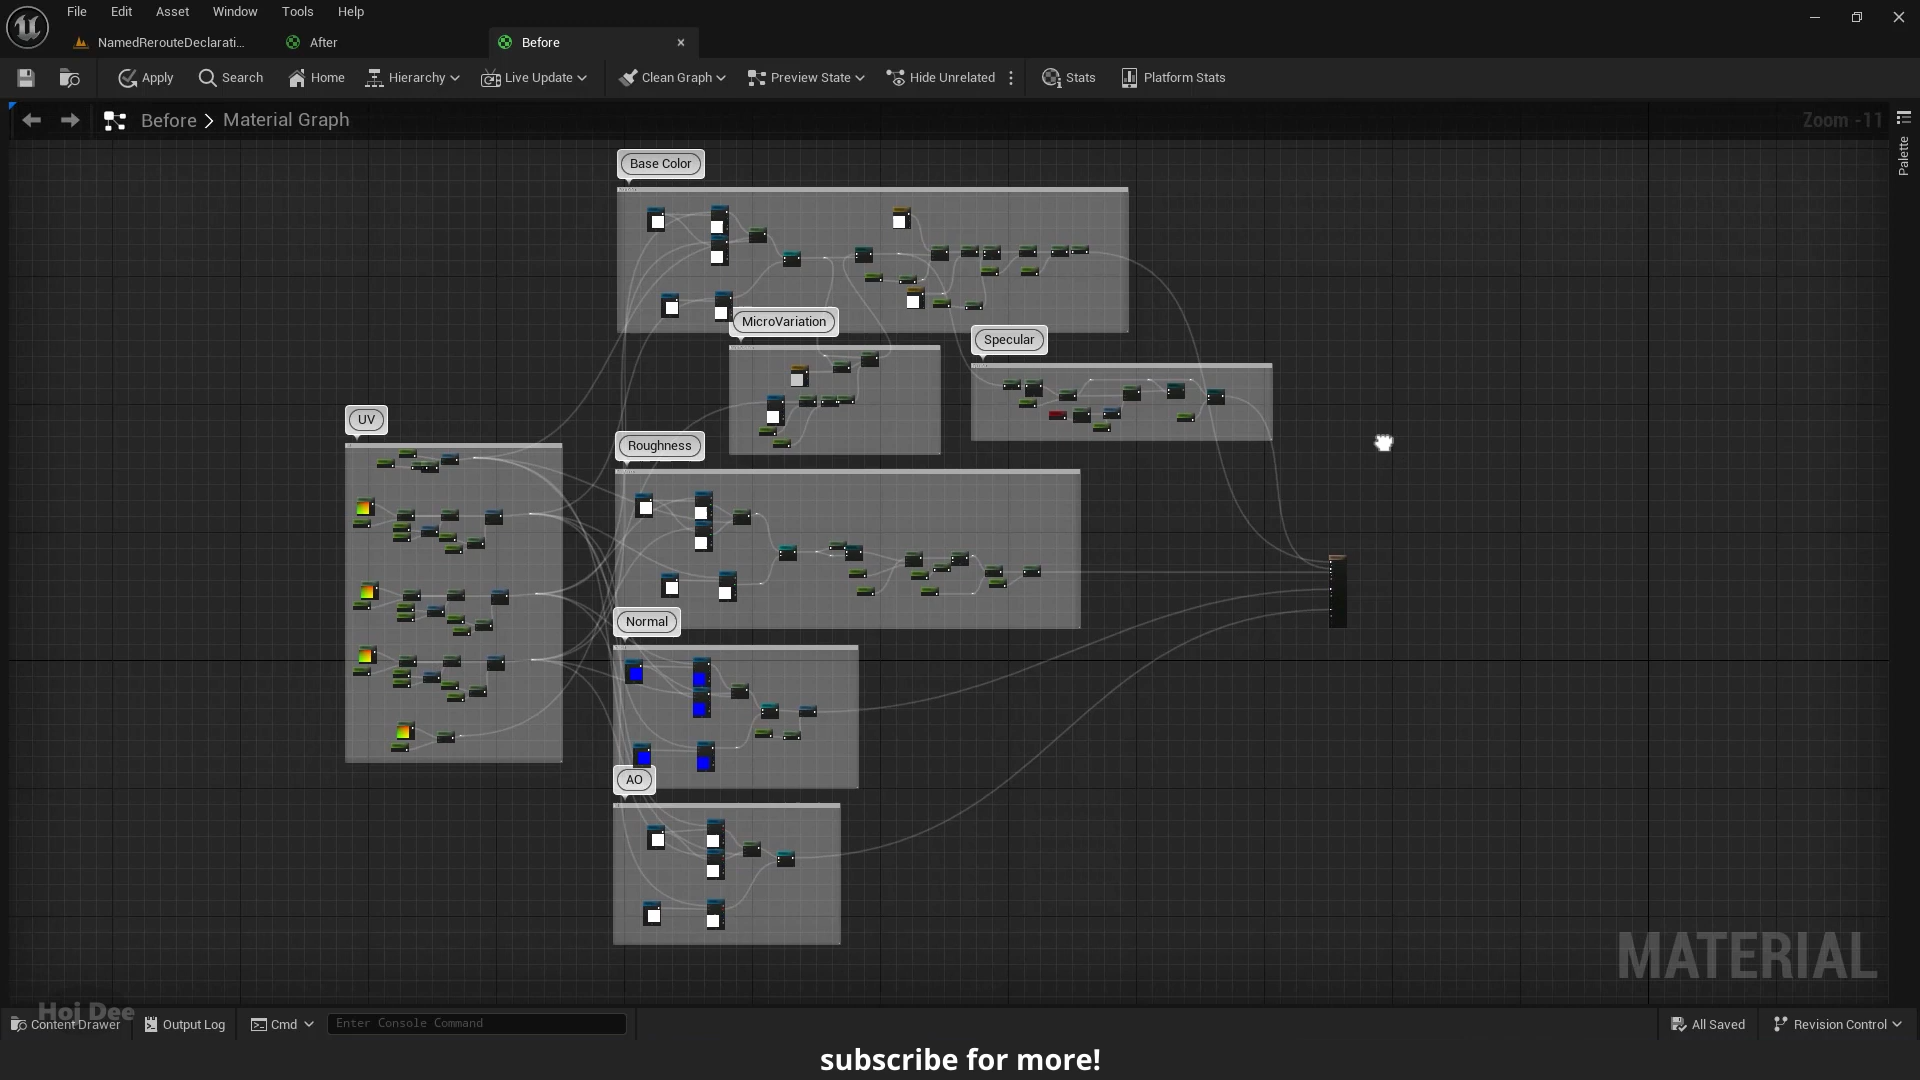 File Edit Asset Window Tools Help
NamedRerouteDeclarati... After Before
Apply Search Home Hierarchy Live Update Clean Graph Preview State Hide Unrelated Stats Platform Stats
Before > Material Graph
Zoom -11
Palette
Base Color
MicroVariation
Specular
UV
Roughness
Normal
AO
MATERIAL
Hoj Dee
Content Drawer Output Log Cmd Enter Console Command All Saved Revision Control
subscribe for more!